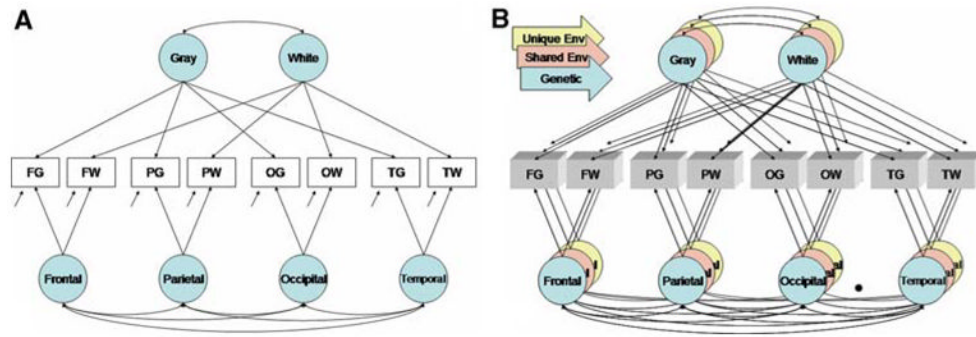 A
Gray White
FG FW PG PW OG OW TG TW
Frontal Parietal Occipital Temporal
B
Unique Env
Shared Env
Genetic
Gray White
FG FW PG PW OG OW TG TW
Frontal Parietal Occipital Temporal